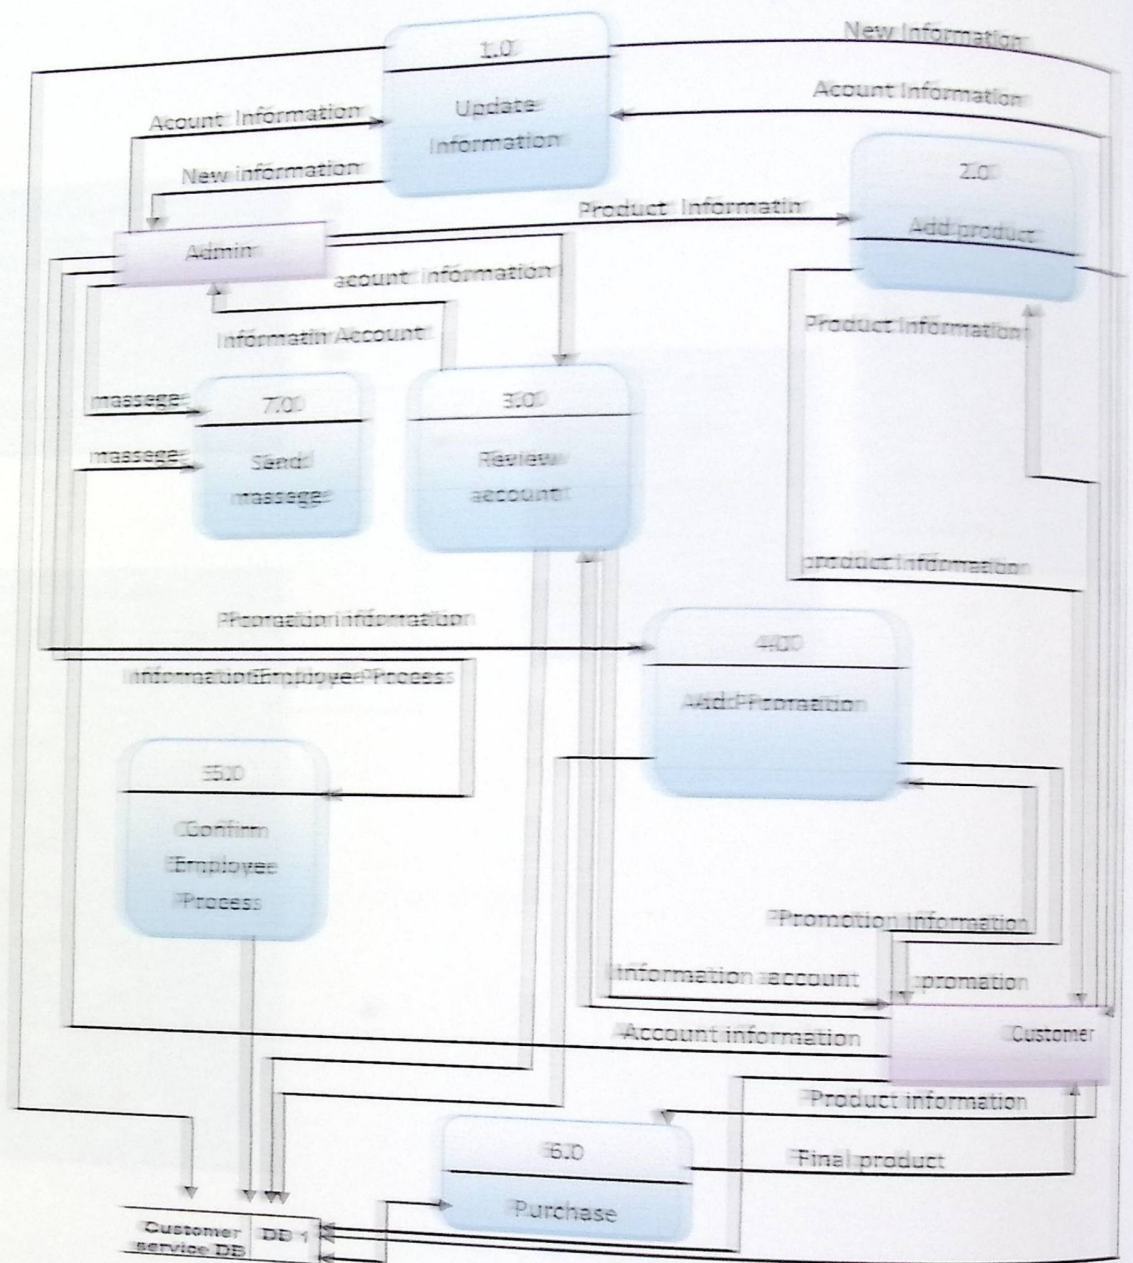 1.0
Update
Information
New Information
Acount Information
Acount Information
New information
2.0
Add product
Product Informatin
Admin
acount information
Informatin Account
Product Information
massege
massege
7.0
Send
massege
3.0
Review
account
product Information
Promation information
Information Employee Process
4.0
Add Promation
5.0
Confirm
Employee
Process
Promotion Information
Information account
promation
Account information
Customer
Product information
6.0
Purchase
Final product
Customer
service DB
DB 1